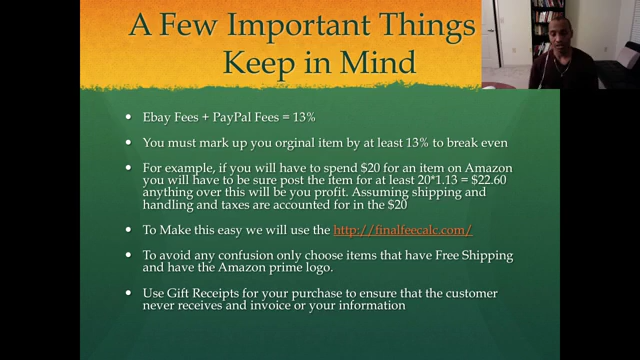 A Few Important Things
Keep in Mind
• Ebay Fees + PayPal Fees = 13%
• You must mark up you orginal item by at least 13% to break even
• For example, if you will have to spend $20 for an item on Amazon
you will have to be sure post the item for at least 20*1.13 = $22.60
anything over this will be you profit. Assuming shipping and
handling and taxes are accounted for in the $20
• To Make this easy we will use the http://finalfeecalc.com/
• To avoid any confusion only choose items that have Free Shipping
and have the Amazon prime logo.
• Use Gift Receipts for your purchase to ensure that the customer
never receives and invoice or your information